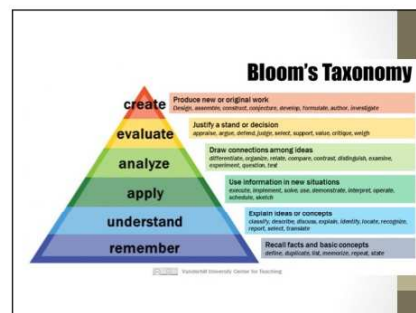 Bloom's Taxonomy
create
Produce new or original work
Design, assemble, construct, conjecture, develop, formulate, author, investigate
evaluate
Justify a stand or decision
appraise, argue, defend, judge, select, support, value, critique, weigh
analyze
Draw connections among ideas
differentiate, organize, relate, compare, contrast, distinguish, examine,
experiment, question, test
apply
Use information in new situations
execute, implement, solve, use, demonstrate, interpret, operate,
schedule, sketch
understand
Explain ideas or concepts
classify, describe, discuss, explain, identify, locate, recognize,
report, select, translate
remember
Recall facts and basic concepts
define, duplicate, list, memorize, repeat, state
Vanderbilt University Center for Teaching